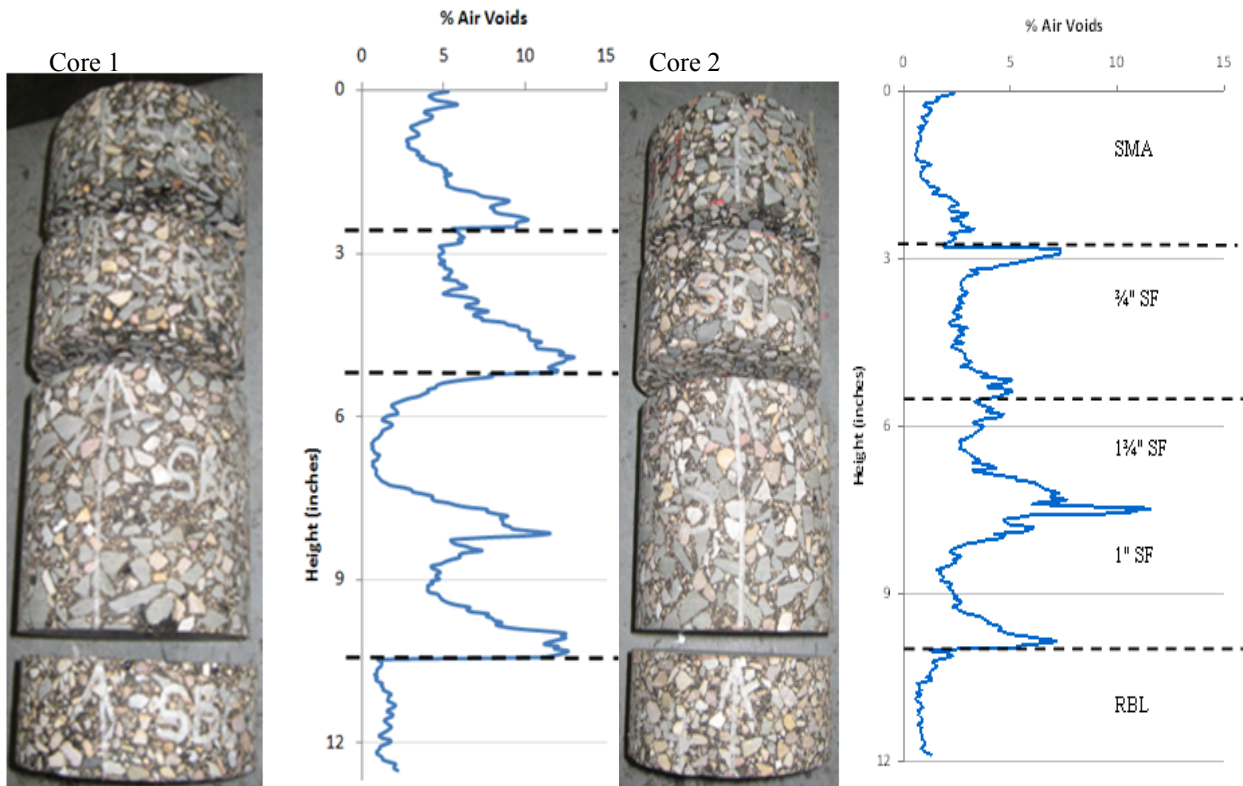 Core 1
% Air Voids
0 5 10 15
0
3
6
9
12
Height (inches)
Core 2
SB1
% Air Voids
0 5 10 15
0
3
6
9
12
Height (inches)
SMA
¾" SF
1¾" SF
1" SF
RBL